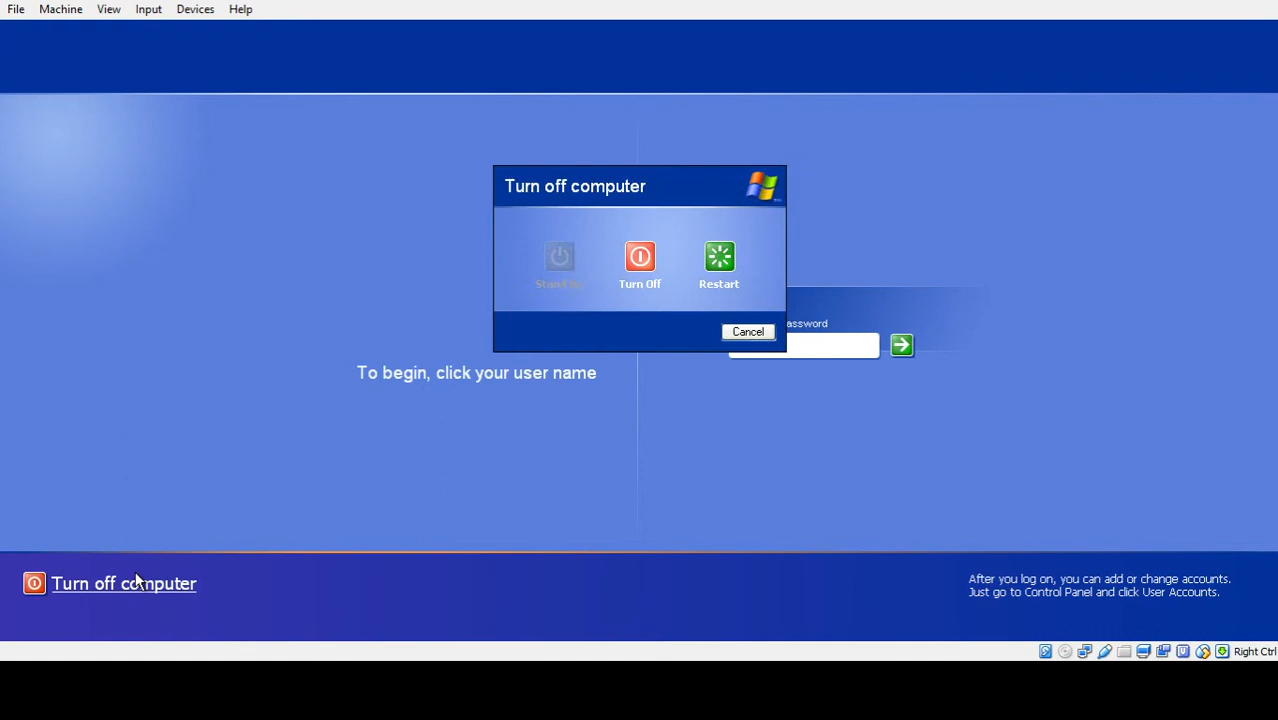 File Machine View Input Devices Help
Turn off computer
Turn Off Restart
assword
Cancel
To begin, click your user name
Turn off computer
After you log on, you can add or change accounts.
Just go to Control Panel and click User Accounts.
Right Ctrl